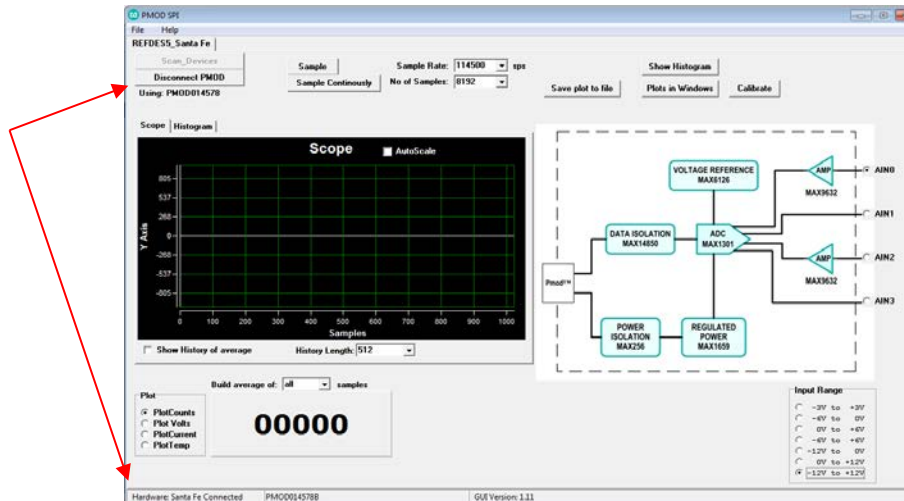 PMOD SPI
File Help
REFDES5_Santa Fe
Scan_Devices
Disconnect PMOD
Using: PMOD014578
Sample
Sample Continously
Sample Rate: 114500 sps
No of Samples: 8192
Show Histogram
Save plot to file
Plots in Windows
Calibrate
Scope Histogram
Scope
AutoScale
805
537
268
0
-268
-537
-805
Y Axis
0 100 200 300 400 500 600 700 800 900 1000
Samples
Show History of average
History Length: 512
VOLTAGE REFERENCE
MAX6126
AMP
MAX9632
AIN0
AIN1
DATA ISOLATION
MAX14850
ADC
MAX1301
AMP
MAX9632
AIN2
Pmod™
AIN3
POWER
ISOLATION
MAX256
REGULATED
POWER
MAX1659
Build average of: all samples
Plot
PlotCounts
Plot Volts
PlotCurrent
PlotTemp
00000
Input Range
-3V to +3V
-6V to 0V
0V to +6V
-6V to +6V
-12V to 0V
0V to +12V
-12V to +12V
Hardware: Santa Fe Connected
PMOD014578B
GUI Version: 1.11